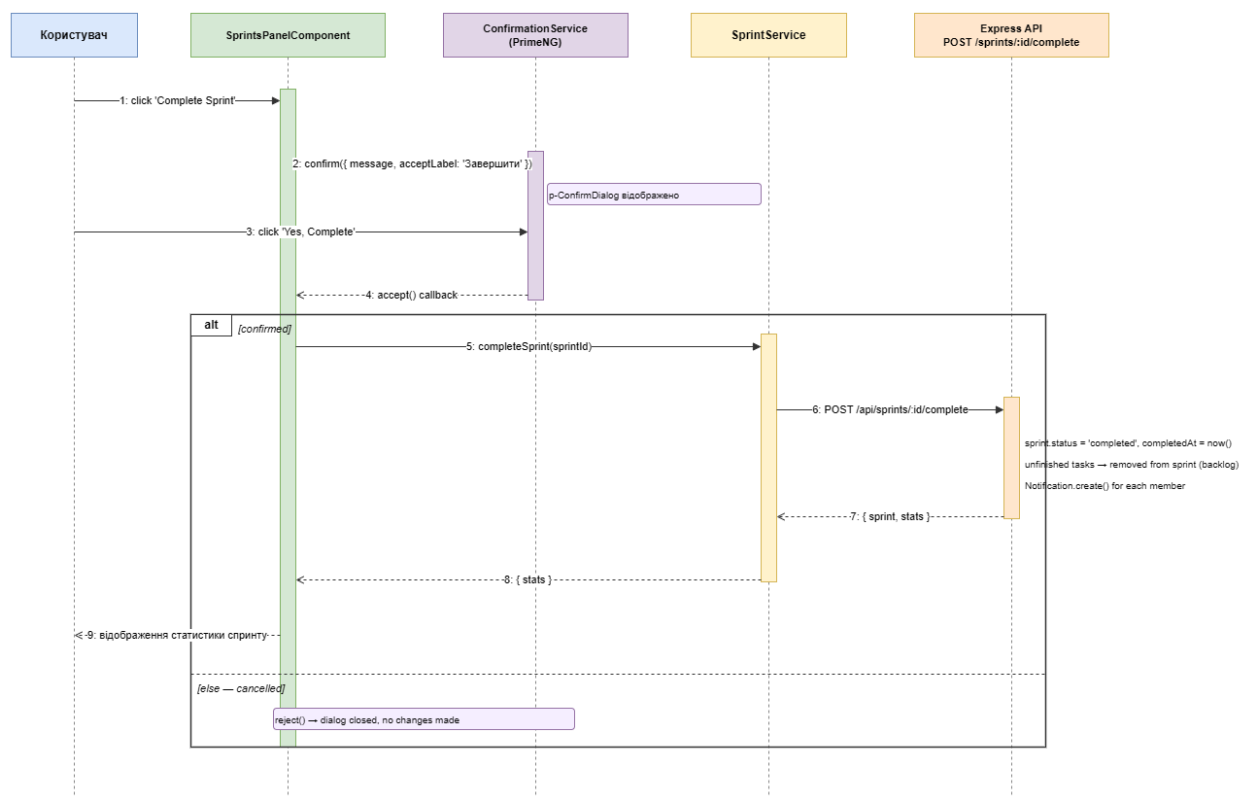 Користувач
SprintsPanelComponent
ConfirmationService
(PrimeNG)
SprintService
Express API
POST /sprints/:id/complete
1: click 'Complete Sprint'
2: confirm({ message, acceptLabel: 'Завершити' })
p-ConfirmDialog відображено
3: click 'Yes, Complete'
4: accept() callback
alt
[confirmed]
5: completeSprint(sprintId)
6: POST /api/sprints/:id/complete
sprint.status = 'completed', completedAt = now()
unfinished tasks → removed from sprint (backlog)
Notification.create() for each member
7: { sprint, stats }
8: { stats }
9: відображення статистики спринту
[else — cancelled]
reject() → dialog closed, no changes made